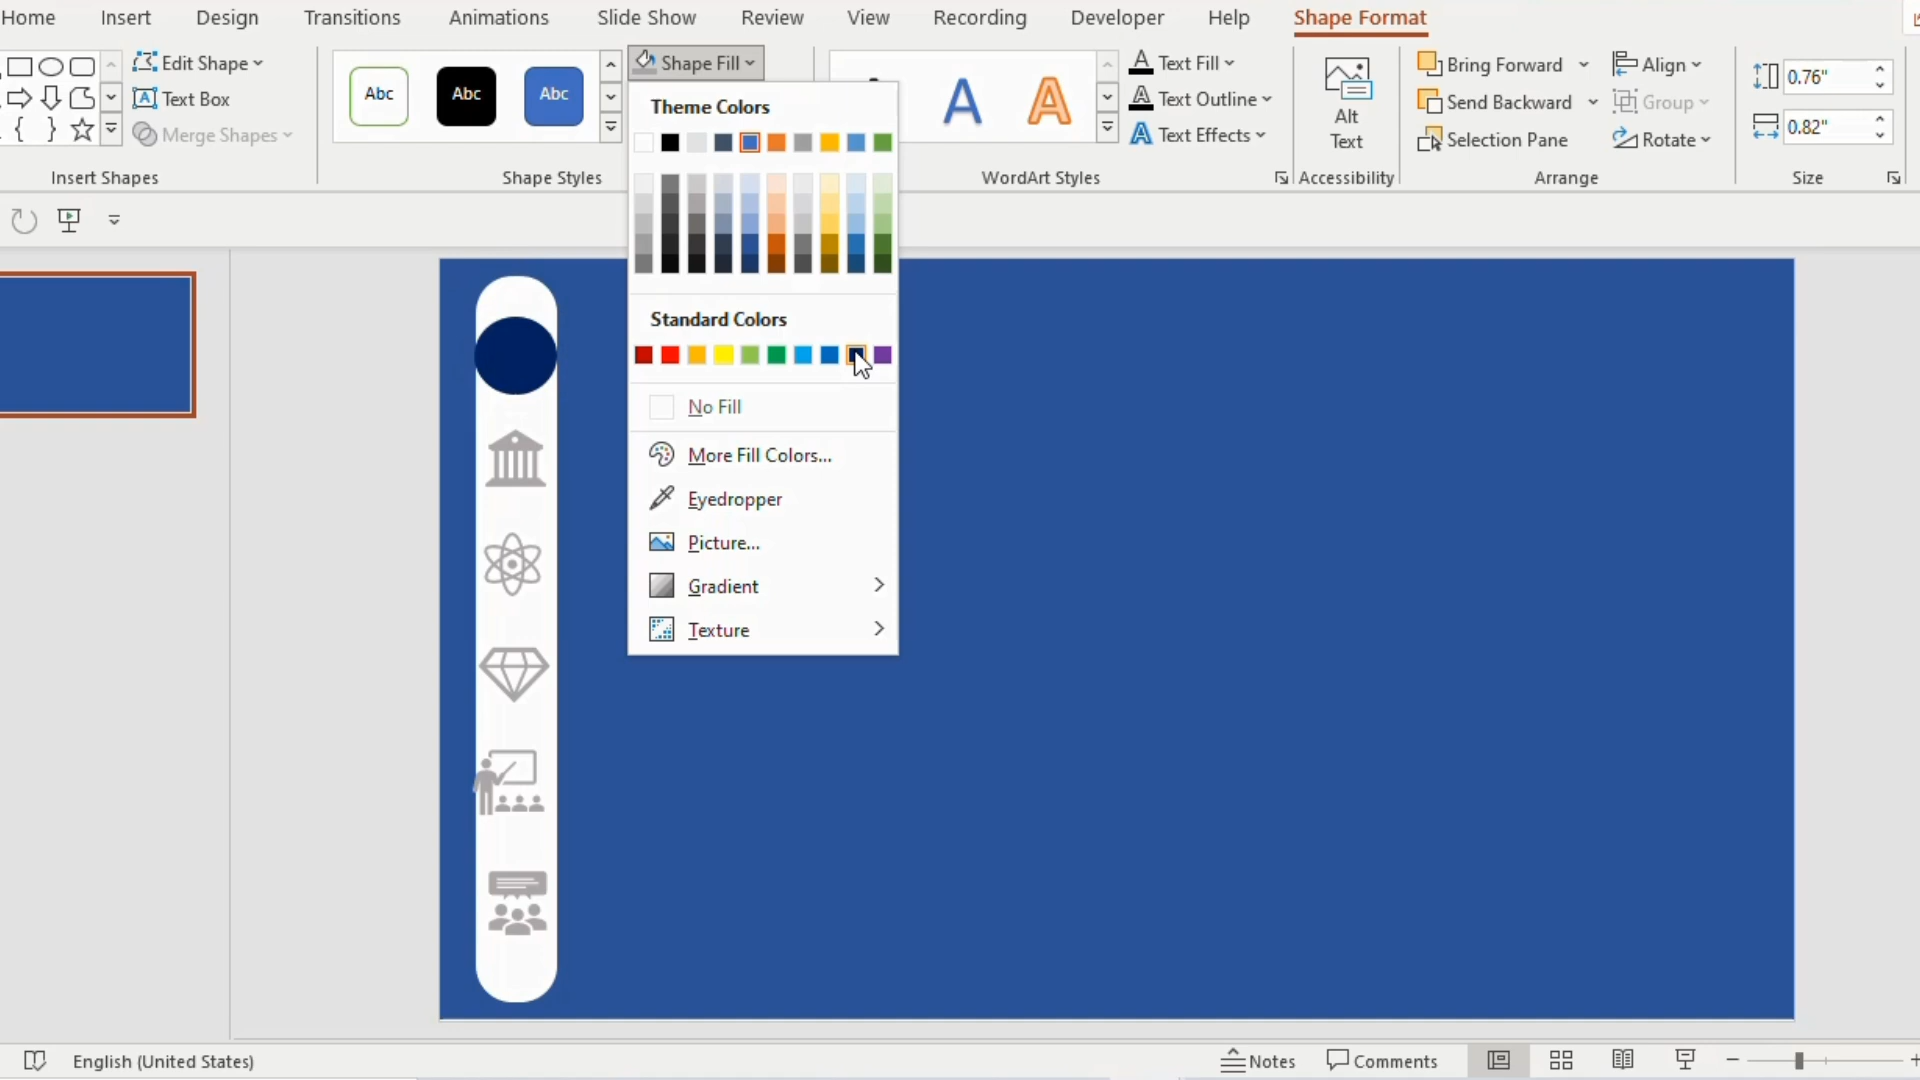 Home Insert Design Transitions Animations Slide Show Review View Recording Developer Help Shape Format
Edit Shape
Text Box
Merge Shapes
Insert Shapes
Abc Abc Abc
Shape Styles
Shape Fill
Theme Colors
Standard Colors
No Fill
More Fill Colors...
Eyedropper
Picture...
Gradient
Texture
A A
Text Fill
Text Outline
Text Effects
WordArt Styles
Alt
Text
Accessibility
Bring Forward
Send Backward
Selection Pane
Align
Group
Rotate
Arrange
0.76"
0.82"
Size
English (United States)
Notes Comments